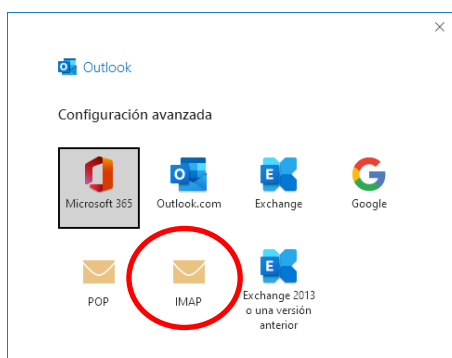 Outlook
Configuración avanzada
Microsoft 365
Outlook.com
Exchange
Google
POP
IMAP
Exchange 2013
o una versión
anterior